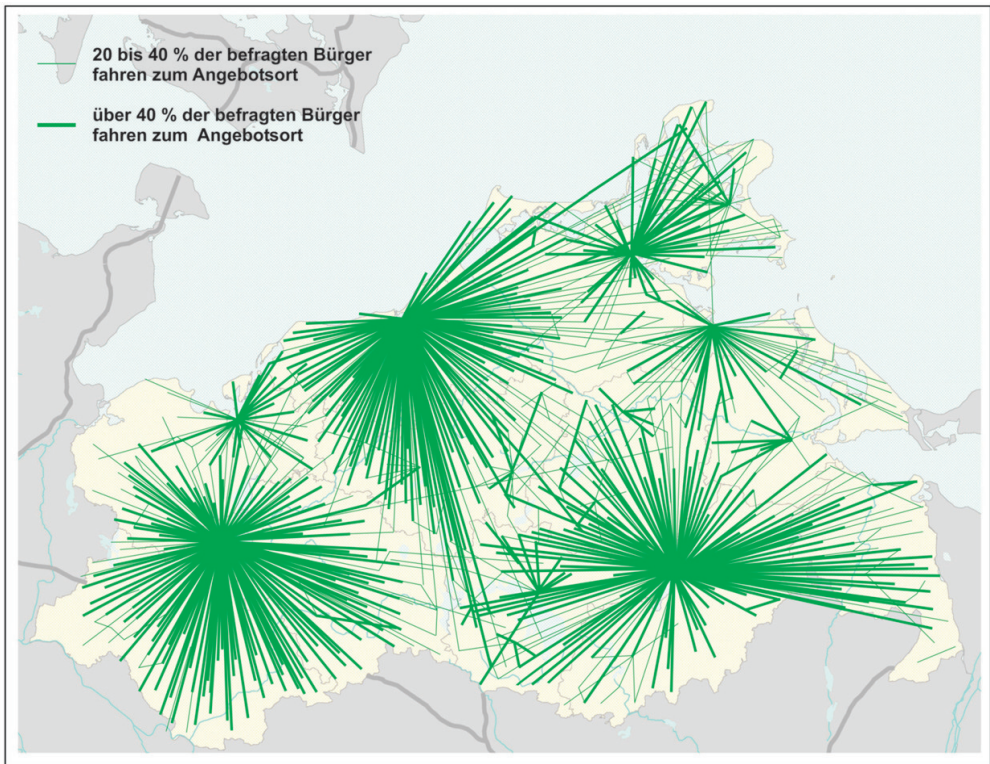 20 bis 40 % der befragten Bürger
fahren zum Angebotsort
über 40 % der befragten Bürger
fahren zum Angebotsort